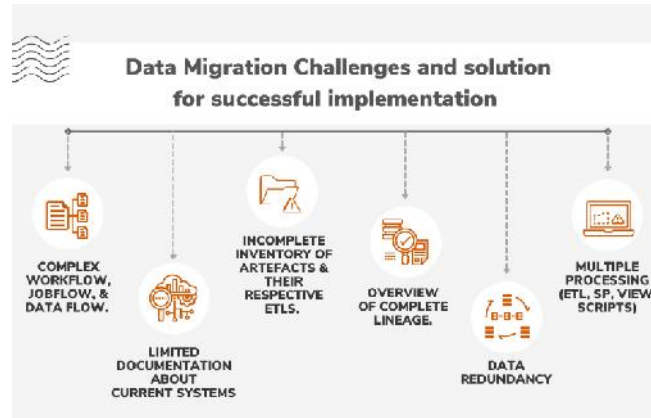 Data Migration Challenges and solution
for successful implementation
COMPLEX
WORKFLOW,
JOBFLOW, &
DATA FLOW.
LIMITED
DOCUMENTATION
ABOUT
CURRENT SYSTEMS
INCOMPLETE
INVENTORY OF
ARTEFACTS &
THEIR
RESPECTIVE
ETLS.
OVERVIEW
OF COMPLETE
LINEAGE.
DATA
REDUNDANCY
MULTIPLE
PROCESSING
(ETL, SP, VIEW
SCRIPTS)